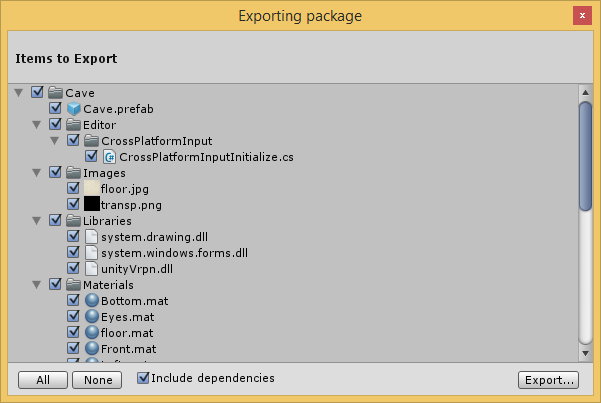 Exporting package
Items to Export
Cave
Cave.prefab
Editor
CrossPlatformInput
CrossPlatformInputInitialize.cs
Images
floor.jpg
transp.png
Libraries
system.drawing.dll
system.windows.forms.dll
unityVrpn.dll
Materials
Bottom.mat
Eyes.mat
floor.mat
Front.mat
All None Include dependencies Export...